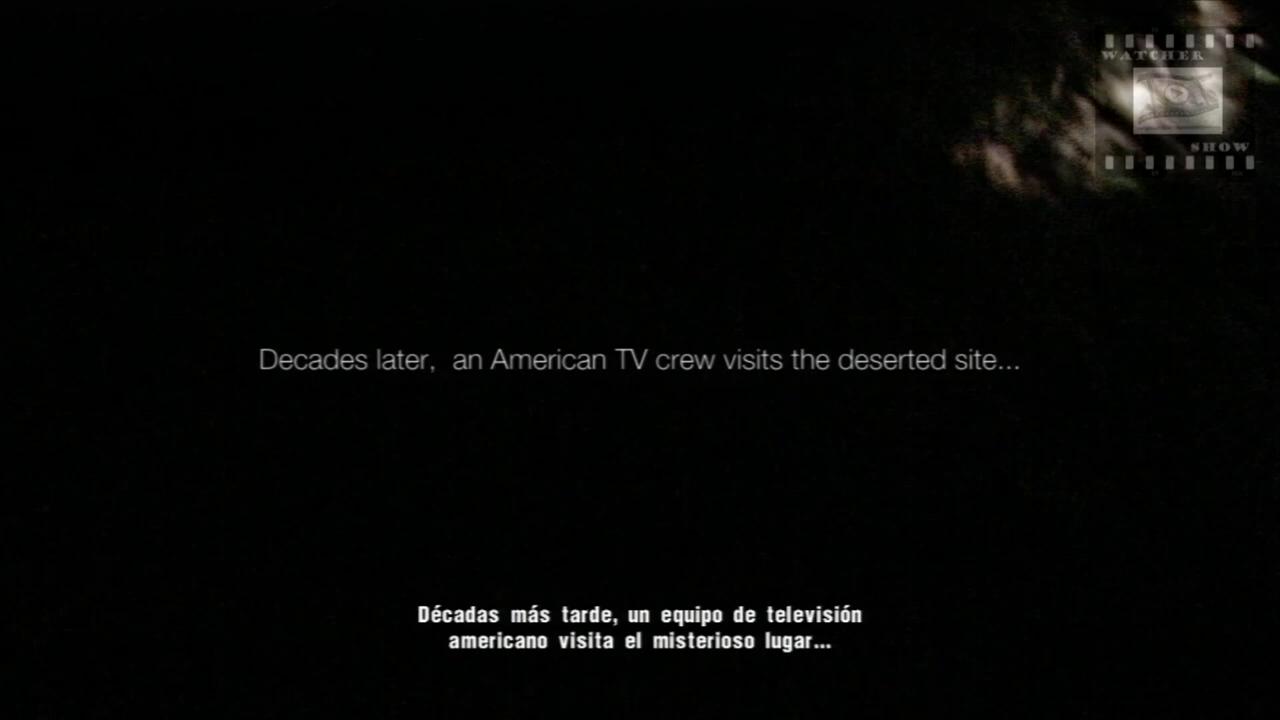 WATCHER
SHOW
Decades later, an American TV crew visits the deserted site...
Décadas más tarde, un equipo de televisión
americano visita el misterioso lugar...